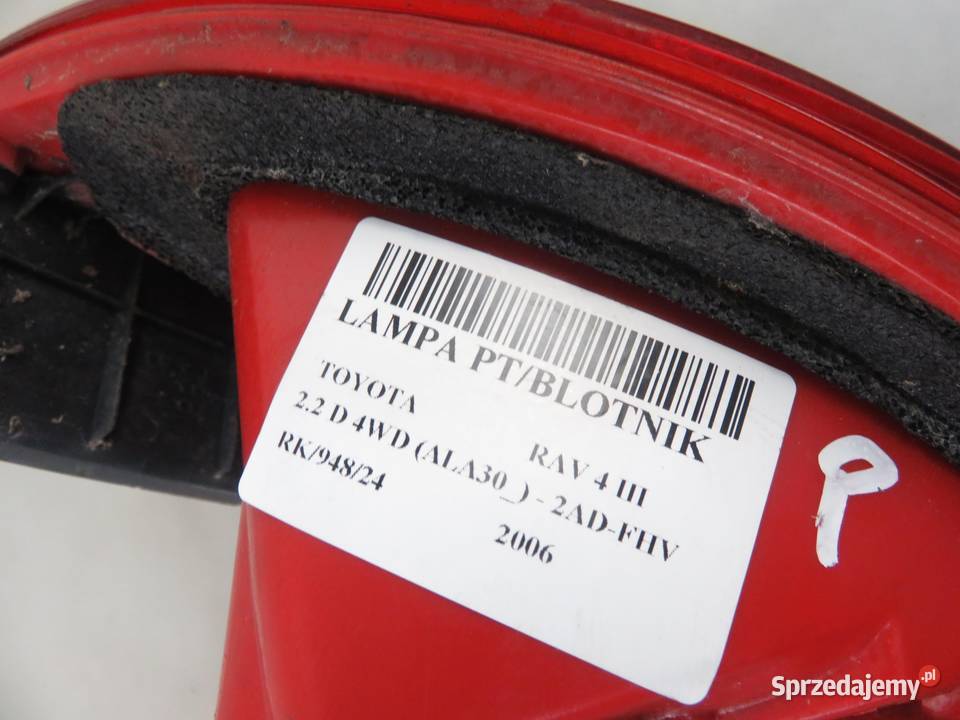 LAMPA PT/BLOTNIK
TOYOTA RAV 4 III
2.2 D 4WD (ALA30_) - 2AD-FHV
RK/948/24 2006
P
Sprzedajemy.pl